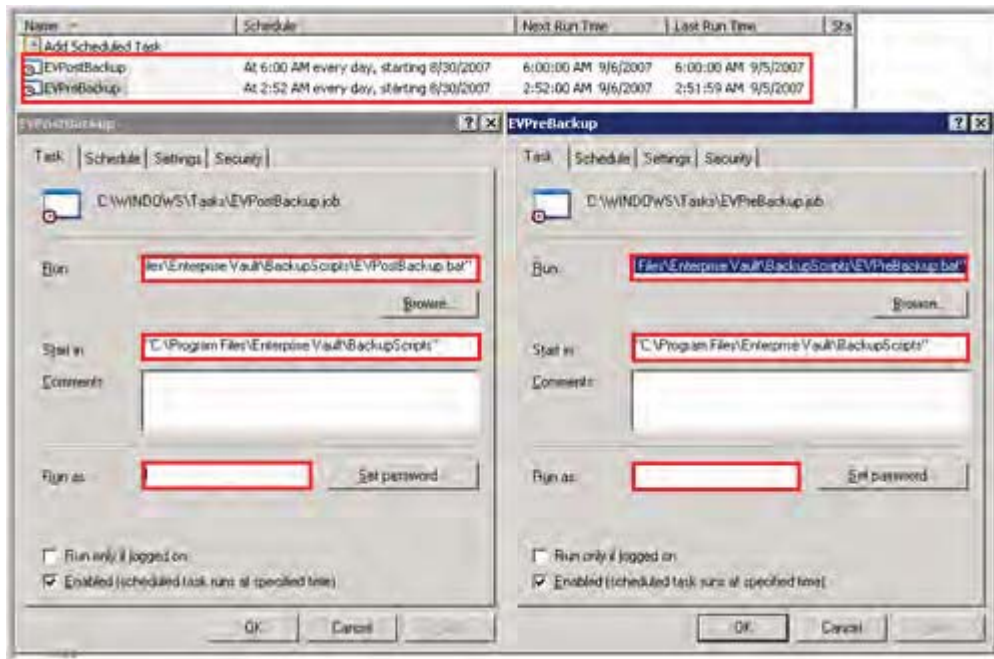 Name Schedule Next Run Time Last Run Time Sta
Add Scheduled Task
EVPostBackup At 6:00 AM every day, starting 8/30/2007 6:00:00 AM 9/6/2007 6:00:00 AM 9/5/2007
EVPreBackup At 2:52 AM every day, starting 8/30/2007 2:52:00 AM 9/6/2007 2:51:59 AM 9/5/2007
EVPostBackup
Task Schedule Settings Security
C:\WINDOWS\Tasks\EVPostBackup.job
Run: iles\Enterprise Vault\BackupScripts\EVPostBackup.bat"
Browse...
Start in: "C:\Program Files\Enterprise Vault\BackupScripts"
Comments:
Run as: Set password...
Run only if logged on
Enabled (scheduled task runs at specified time)
OK Cancel
EVPreBackup
Task Schedule Settings Security
C:\WINDOWS\Tasks\EVPreBackup.job
Run: Files\Enterprise Vault\BackupScripts\EVPreBackup.bat"
Browse...
Start in: "C:\Program Files\Enterprise Vault\BackupScripts"
Comments:
Run as: Set password...
Run only if logged on
Enabled (scheduled task runs at specified time)
OK Cancel